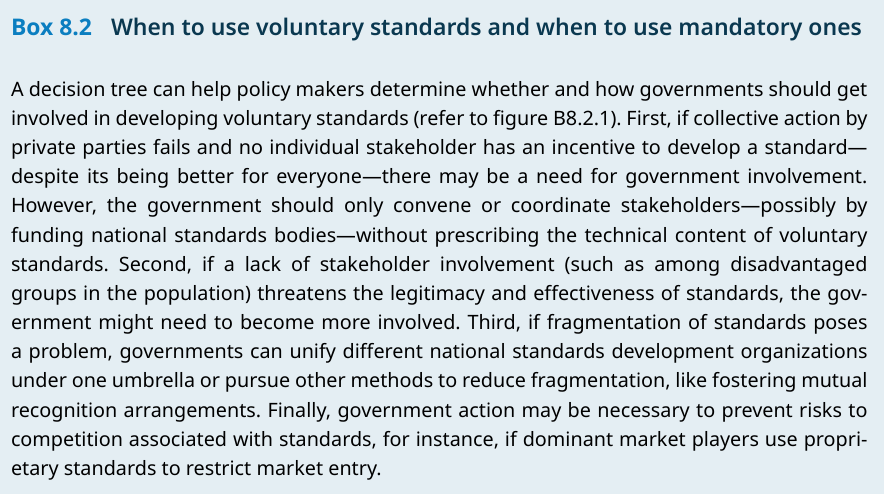 Box 8.2 When to use voluntary standards and when to use mandatory ones
A decision tree can help policy makers determine whether and how governments should get
involved in developing voluntary standards (refer to figure B8.2.1). First, if collective action by
private parties fails and no individual stakeholder has an incentive to develop a standard—
despite its being better for everyone—there may be a need for government involvement.
However, the government should only convene or coordinate stakeholders—possibly by
funding national standards bodies—without prescribing the technical content of voluntary
standards. Second, if a lack of stakeholder involvement (such as among disadvantaged
groups in the population) threatens the legitimacy and effectiveness of standards, the gov-
ernment might need to become more involved. Third, if fragmentation of standards poses
a problem, governments can unify different national standards development organizations
under one umbrella or pursue other methods to reduce fragmentation, like fostering mutual
recognition arrangements. Finally, government action may be necessary to prevent risks to
competition associated with standards, for instance, if dominant market players use propri-
etary standards to restrict market entry.